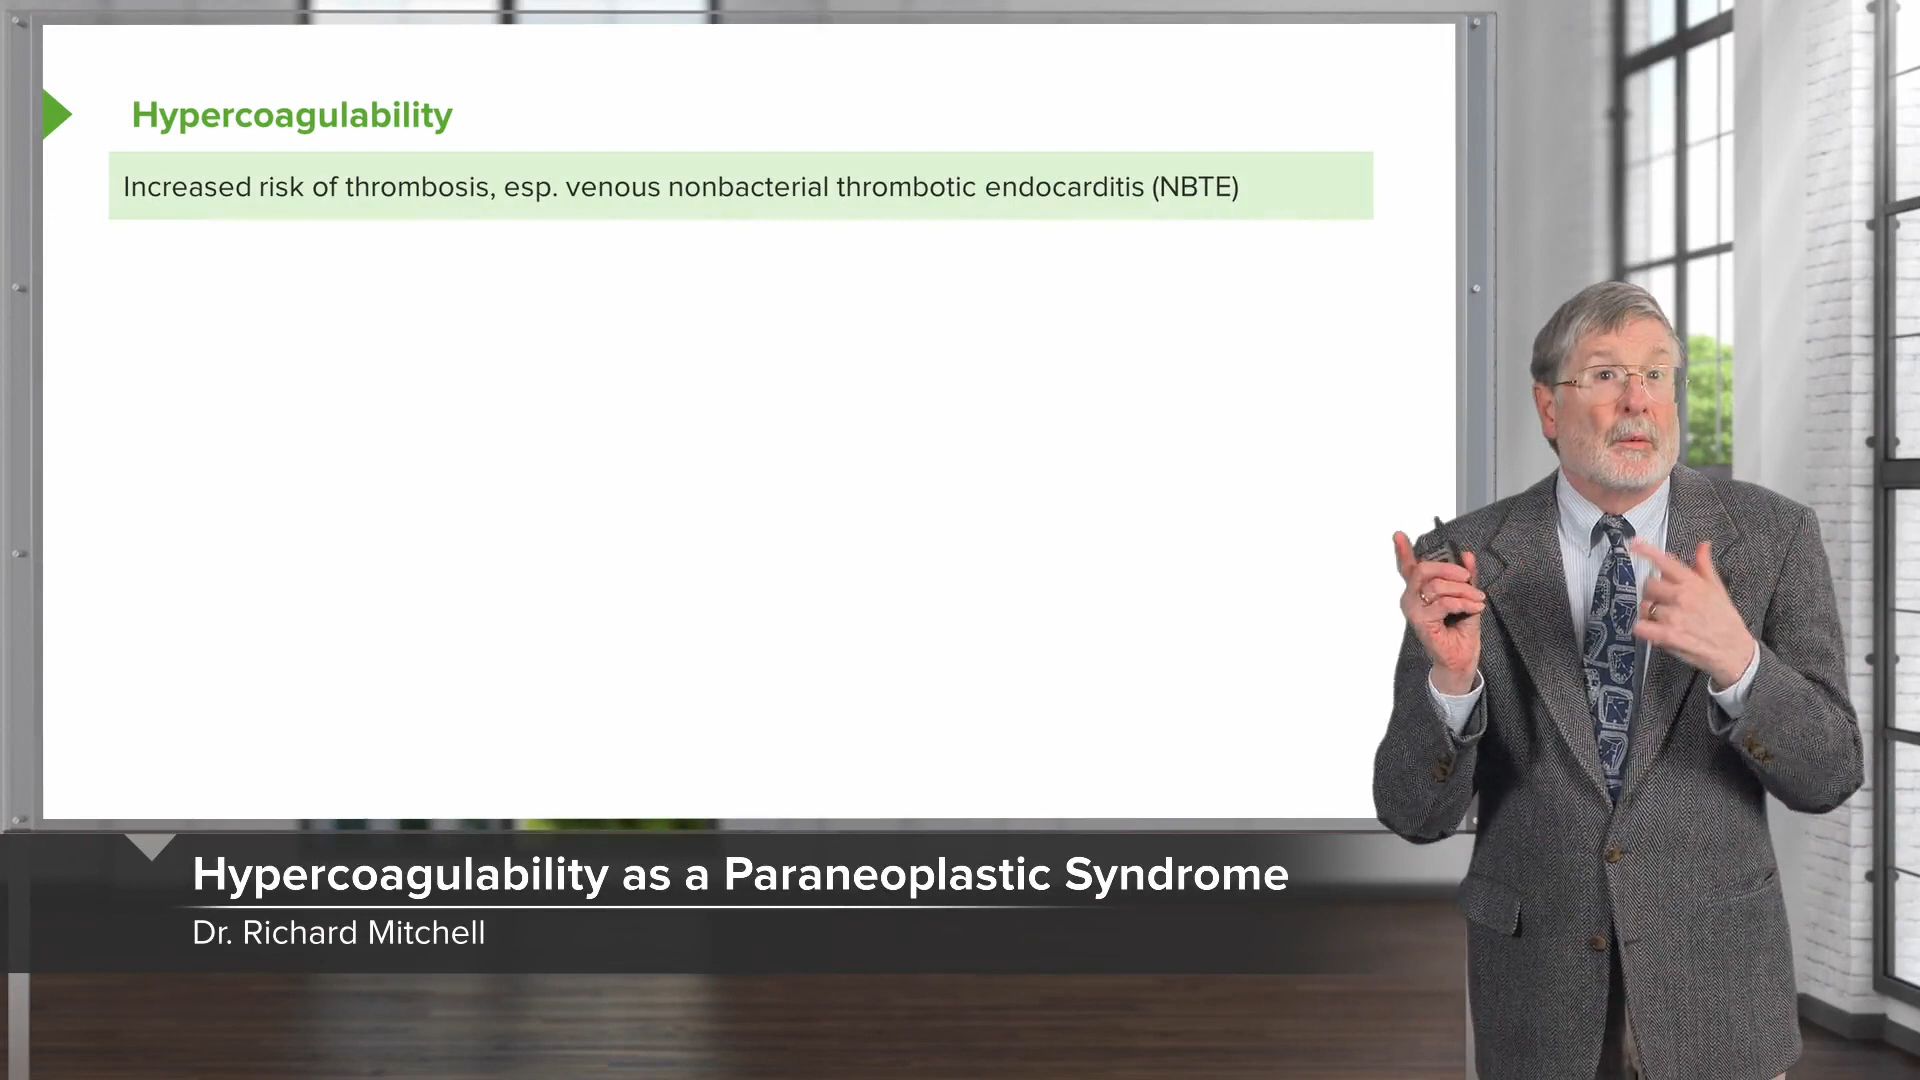 Hypercoagulability
Increased risk of thrombosis, esp. venous nonbacterial thrombotic endocarditis (NBTE)
Hypercoagulability as a Paraneoplastic Syndrome
Dr. Richard Mitchell